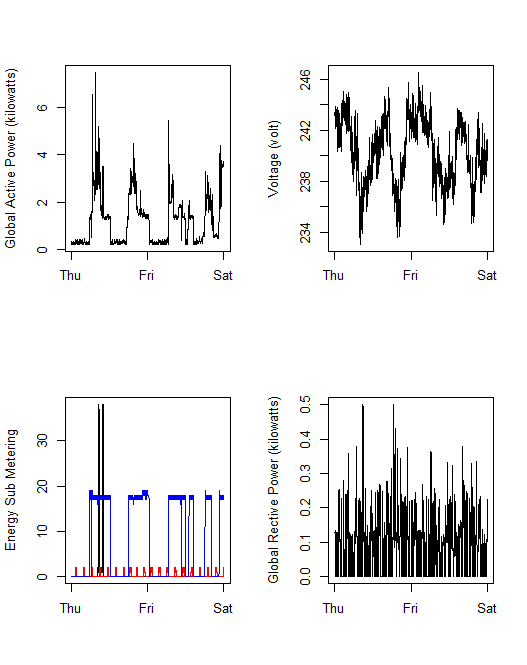 Global Active Power (kilowatts)
6
4
2
0
Thu
Fri
Sat
Voltage (volt)
246
242
238
234
Thu
Fri
Sat
Energy Sub Metering
30
20
10
0
Thu
Fri
Sat
Global Rective Power (kilowatts)
0.5
0.4
0.3
0.2
0.1
0.0
Thu
Fri
Sat